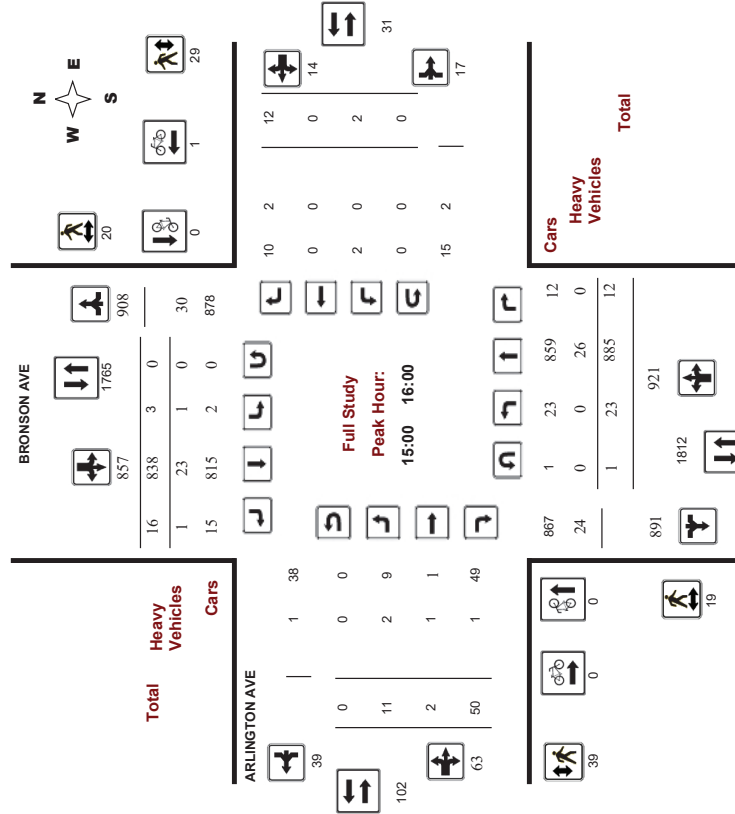 N
W E
S
29
1
20
0
BRONSON AVE
908
1765
857
30
878
3 0
16 838
1 0
1 23
2 0
15 815
Total
Heavy
Vehicles
Cars
31
14
17
12
0
2
0
10 2
0 0
2 0
0 0
15 2
Full Study
Peak Hour:
15:00 16:00
Cars
Heavy
Vehicles
Total
867 1 23 859 12
24 0 0 26 0
1 23 885 12
891
1812
921
ARLINGTON AVE
1 38
0 0
2 9
1 1
1 49
0
11
2
50
39
102
63
39
0
0
19